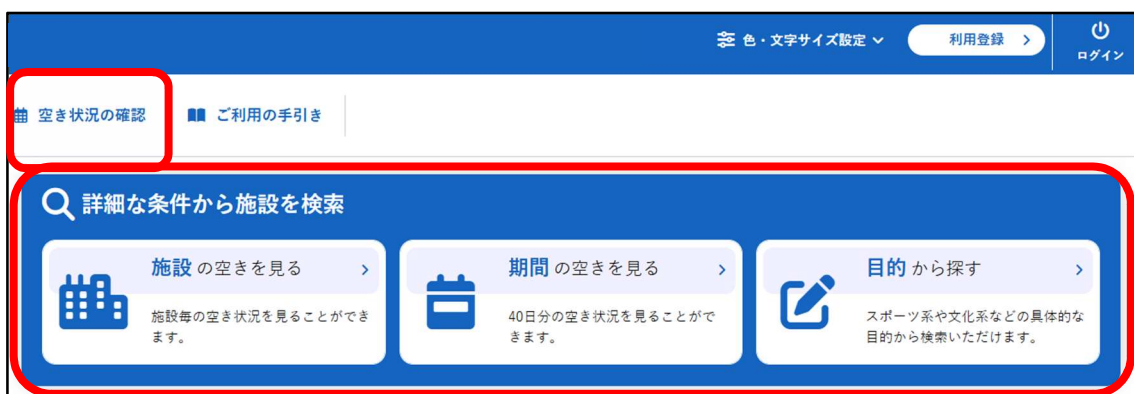 色・文字サイズ設定
利用登録
ログイン
空き状況の確認
ご利用の手引き
詳細な条件から施設を検索
施設 の空きを見る
施設毎の空き状況を見ることができ
ます。
期間 の空きを見る
40日分の空き状況を見ることがで
きます。
目的 から探す
スポーツ系や文化系などの具体的な
目的から検索いただけます。